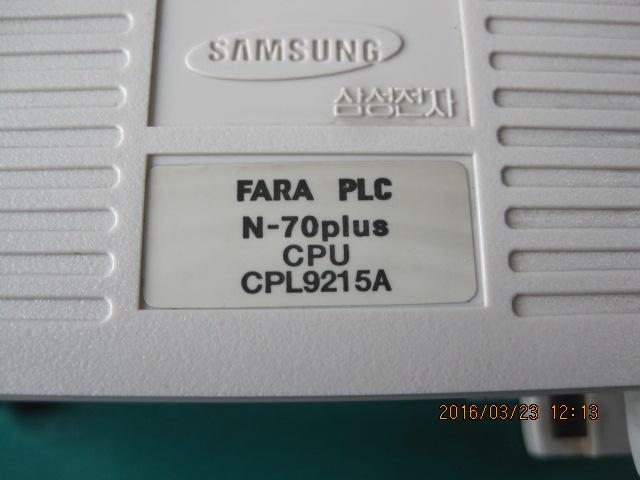 SAMSUNG
삼성전자
FARA PLC
N-70plus
CPU
CPL9215A
2016/03/23 12:13